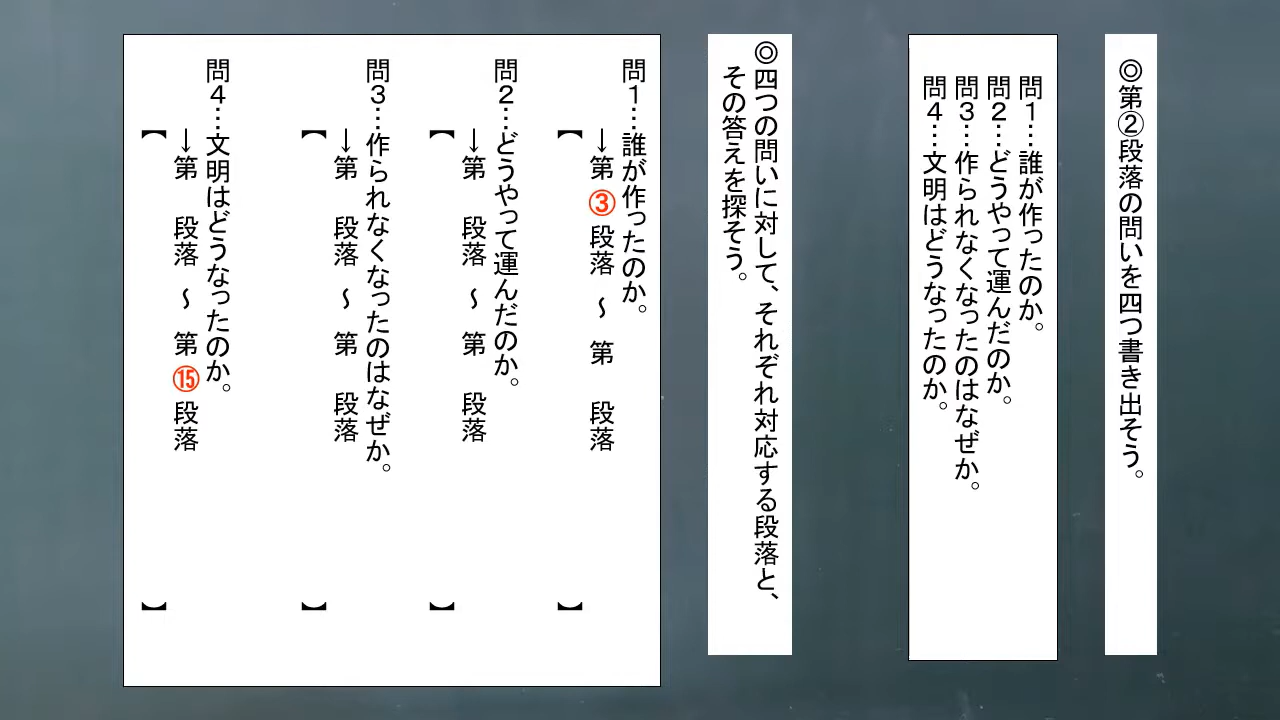 ◎第②段落の問いを四つ書き出そう。
問１…誰が作ったのか。
問２…どうやって運んだのか。
問３…作られなくなったのはなぜか。
問４…文明はどうなったのか。
◎四つの問いに対して、それぞれ対応する段落と、
その答えを探そう。
問１…誰が作ったのか。
→第③段落～第　段落
【　　　】
問２…どうやって運んだのか。
→第　段落～第　段落
【　　　】
問３…作られなくなったのはなぜか。
→第　段落～第　段落
【　　　】
問４…文明はどうなったのか。
→第　段落～第⑮段落
【　　　】